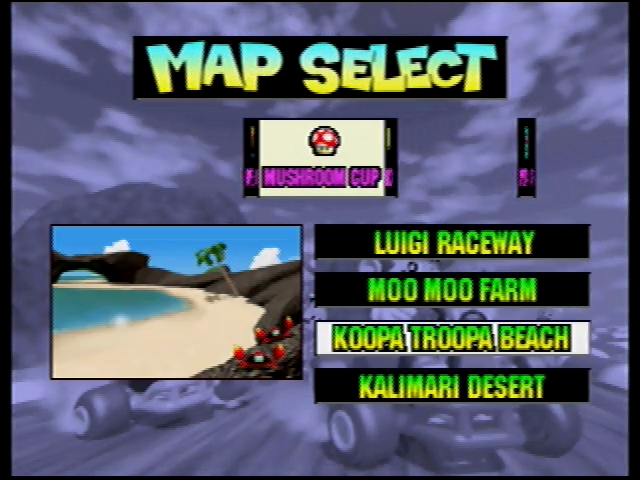 MAP SELECT
MUSHROOM CUP
LUIGI RACEWAY
MOO MOO FARM
KOOPA TROOPA BEACH
KALIMARI DESERT